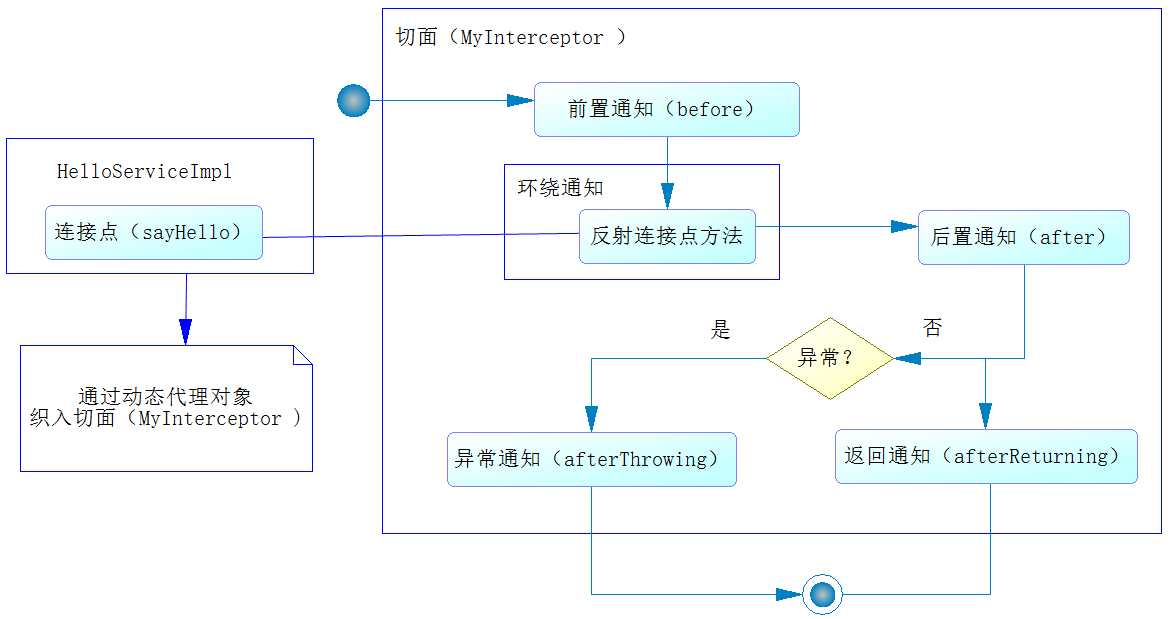 切面（MyInterceptor ）
前置通知（before）
HelloServiceImpl
连接点（sayHello）
环绕通知
反射连接点方法
后置通知（after）
通过动态代理对象
织入切面（MyInterceptor ）
是
异常？
否
异常通知（afterThrowing）
返回通知（afterReturning）